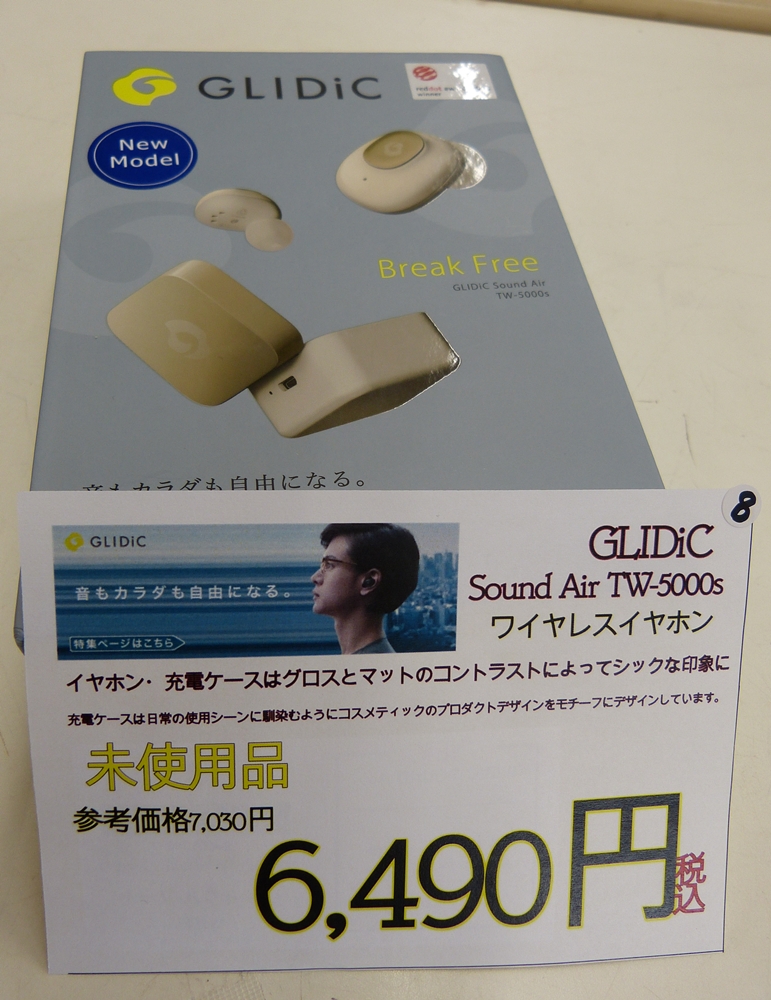 GLIDiC
reddot
winner
New
Model
Break Free
GLIDiC Sound Air
TW-5000s
音もカラダも自由になる。
8
GLIDiC
音もカラダも自由になる。
特集ページはこちら
GLIDiC
Sound Air TW-5000s
ワイヤレスイヤホン
イヤホン・充電ケースはグロスとマットのコントラストによってシックな印象に
充電ケースは日常の使用シーンに馴染むようにコスメティックのプロダクトデザインをモチーフにデザインしています。
未使用品
参考価格7,030円
6,490円税込